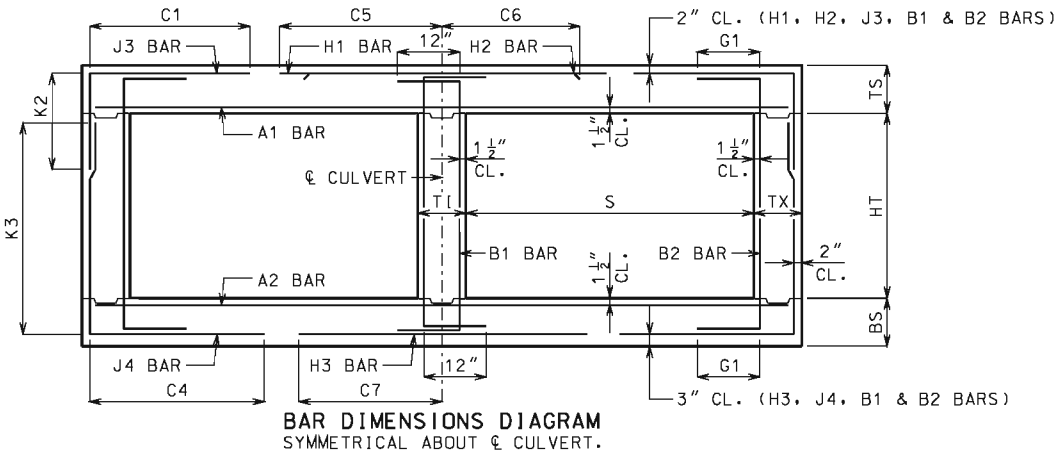 C1
C5
C6
2" CL. (H1, H2, J3, B1 & B2 BARS)
J3 BAR
H1 BAR
12"
H2 BAR
G1
K2
TS
A1 BAR
1 1/2"
CL.
1 1/2"
CL.
1 1/2"
CL.
℄ CULVERT
K3
TI
S
TX
HT
B1 BAR
B2 BAR
2"
CL.
A2 BAR
1 1/2"
CL.
BS
J4 BAR
H3 BAR
12"
G1
C4
C7
3" CL. (H3, J4, B1 & B2 BARS)
BAR DIMENSIONS DIAGRAM
SYMMETRICAL ABOUT ℄ CULVERT.